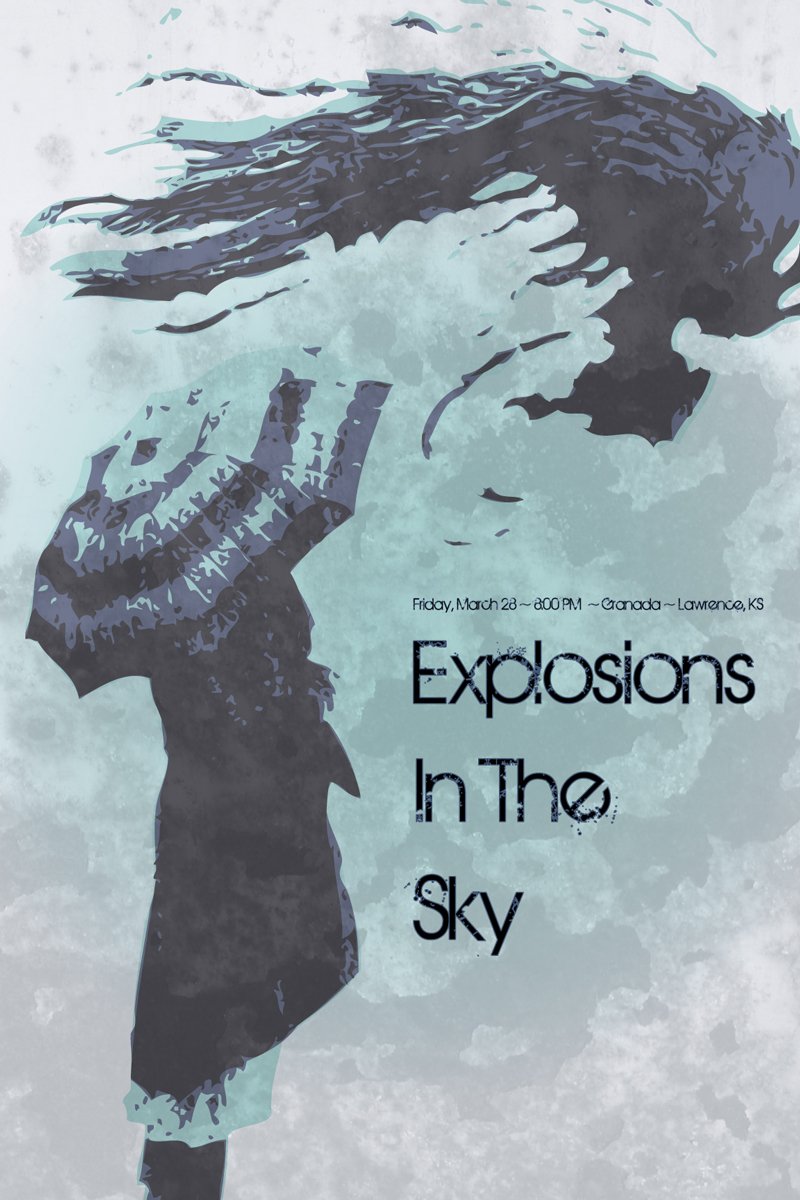 Friday, March 28 ~ 8:00 PM ~ Granada ~ Lawrence, KS
Explosions
In The
Sky